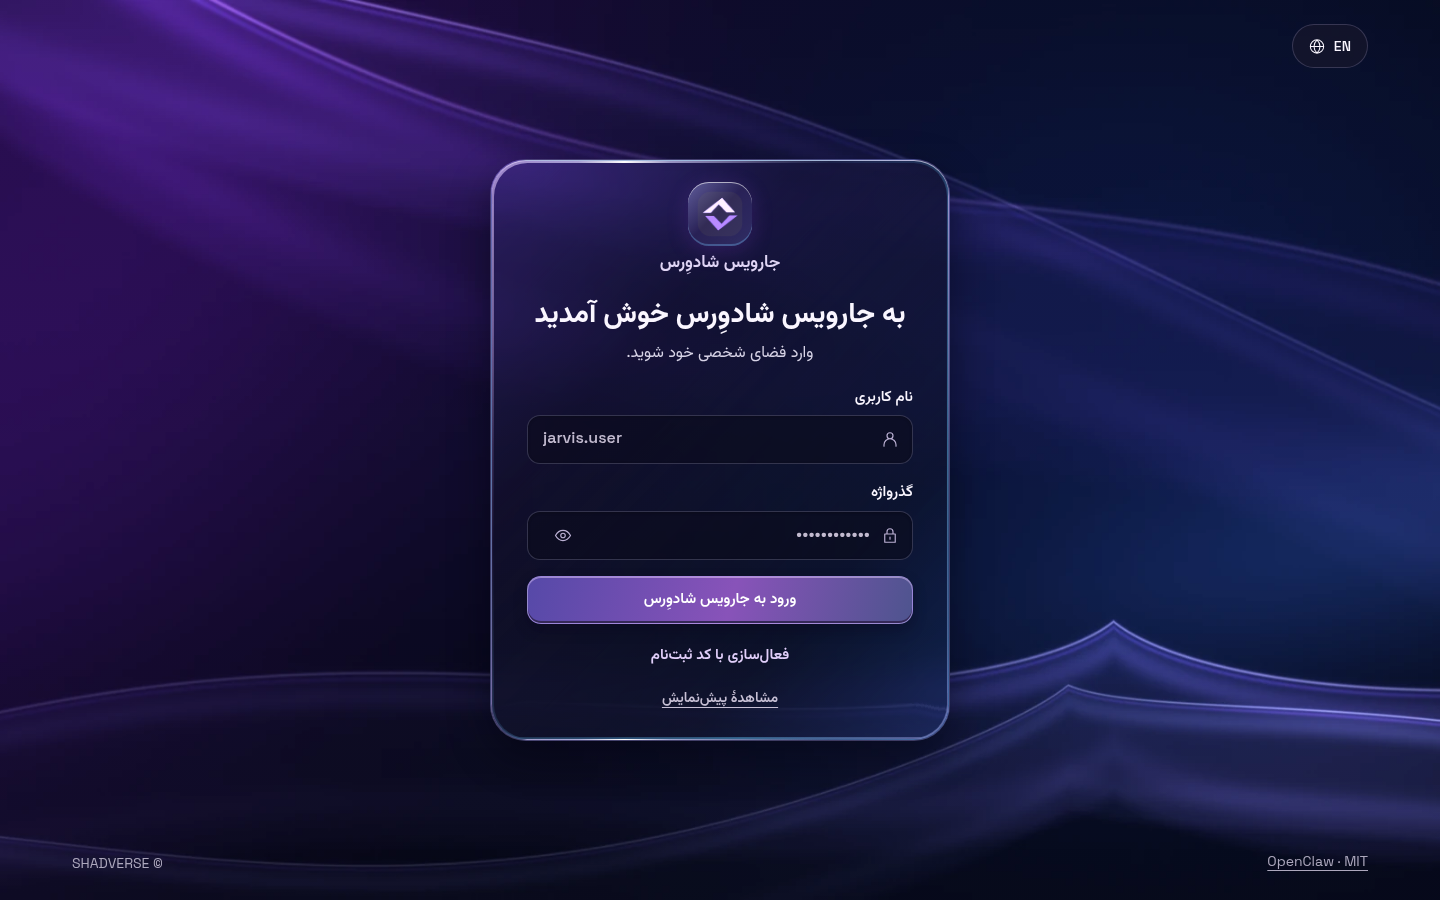 EN
جارویس شادوِرس
به جارویس شادوِرس خوش آمدید
وارد فضای شخصی خود شوید.
نام کاربری
jarvis.user
گذرواژه
••••••••••••
ورود به جارویس شادوِرس
فعال‌سازی با کد ثبت‌نام
مشاهدهٔ پیش‌نمایش
OpenClaw · MIT
SHADVERSE ©